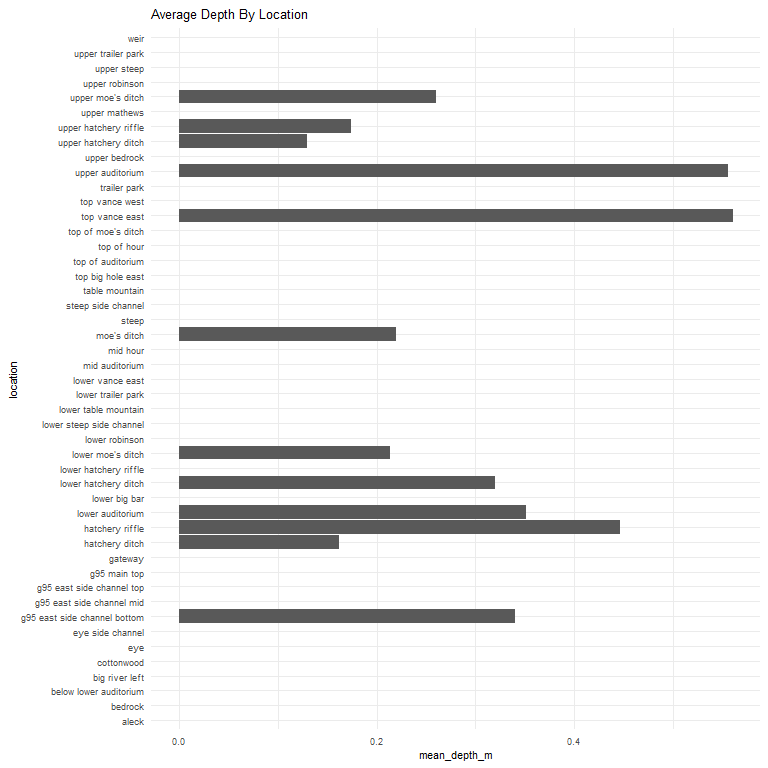 Average Depth By Location
weir
upper trailer park
upper steep
upper robinson
upper moe's ditch
upper mathews
upper hatchery riffle
upper hatchery ditch
upper bedrock
upper auditorium
trailer park
top vance west
top vance east
top of moe's ditch
top of hour
top of auditorium
top big hole east
table mountain
steep side channel
steep
moe's ditch
mid hour
mid auditorium
lower vance east
lower trailer park
lower table mountain
lower steep side channel
lower robinson
lower moe's ditch
lower hatchery riffle
lower hatchery ditch
lower big bar
lower auditorium
hatchery riffle
hatchery ditch
gateway
g95 main top
g95 east side channel top
g95 east side channel mid
g95 east side channel bottom
eye side channel
eye
cottonwood
big river left
below lower auditorium
bedrock
aleck
location
0.0 0.2 0.4
mean_depth_m